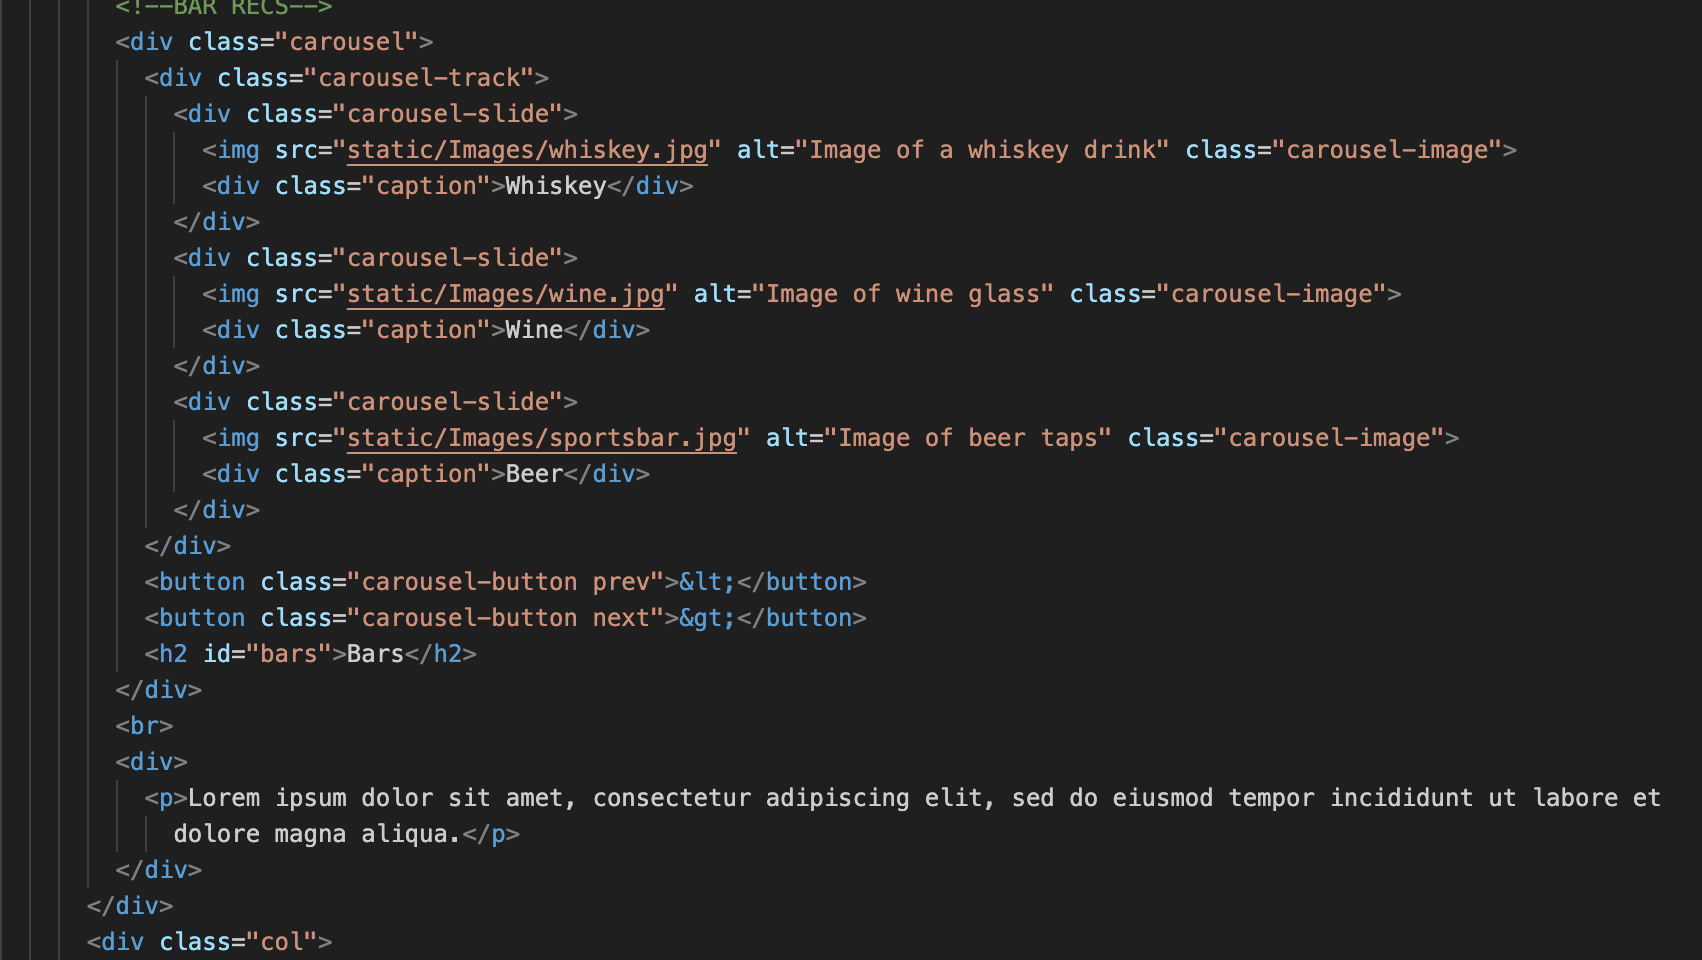 <!--BAR RECS-->
<div class="carousel">
<div class="carousel-track">
<div class="carousel-slide">
<img src="static/Images/whiskey.jpg" alt="Image of a whiskey drink" class="carousel-image">
<div class="caption">Whiskey</div>
</div>
<div class="carousel-slide">
<img src="static/Images/wine.jpg" alt="Image of wine glass" class="carousel-image">
<div class="caption">Wine</div>
</div>
<div class="carousel-slide">
<img src="static/Images/sportsbar.jpg" alt="Image of beer taps" class="carousel-image">
<div class="caption">Beer</div>
</div>
</div>
<button class="carousel-button prev">&lt;</button>
<button class="carousel-button next">&gt;</button>
<h2 id="bars">Bars</h2>
</div>
<br>
<div>
<p>Lorem ipsum dolor sit amet, consectetur adipiscing elit, sed do eiusmod tempor incididunt ut labore et
dolore magna aliqua.</p>
</div>
</div>
<div class="col">